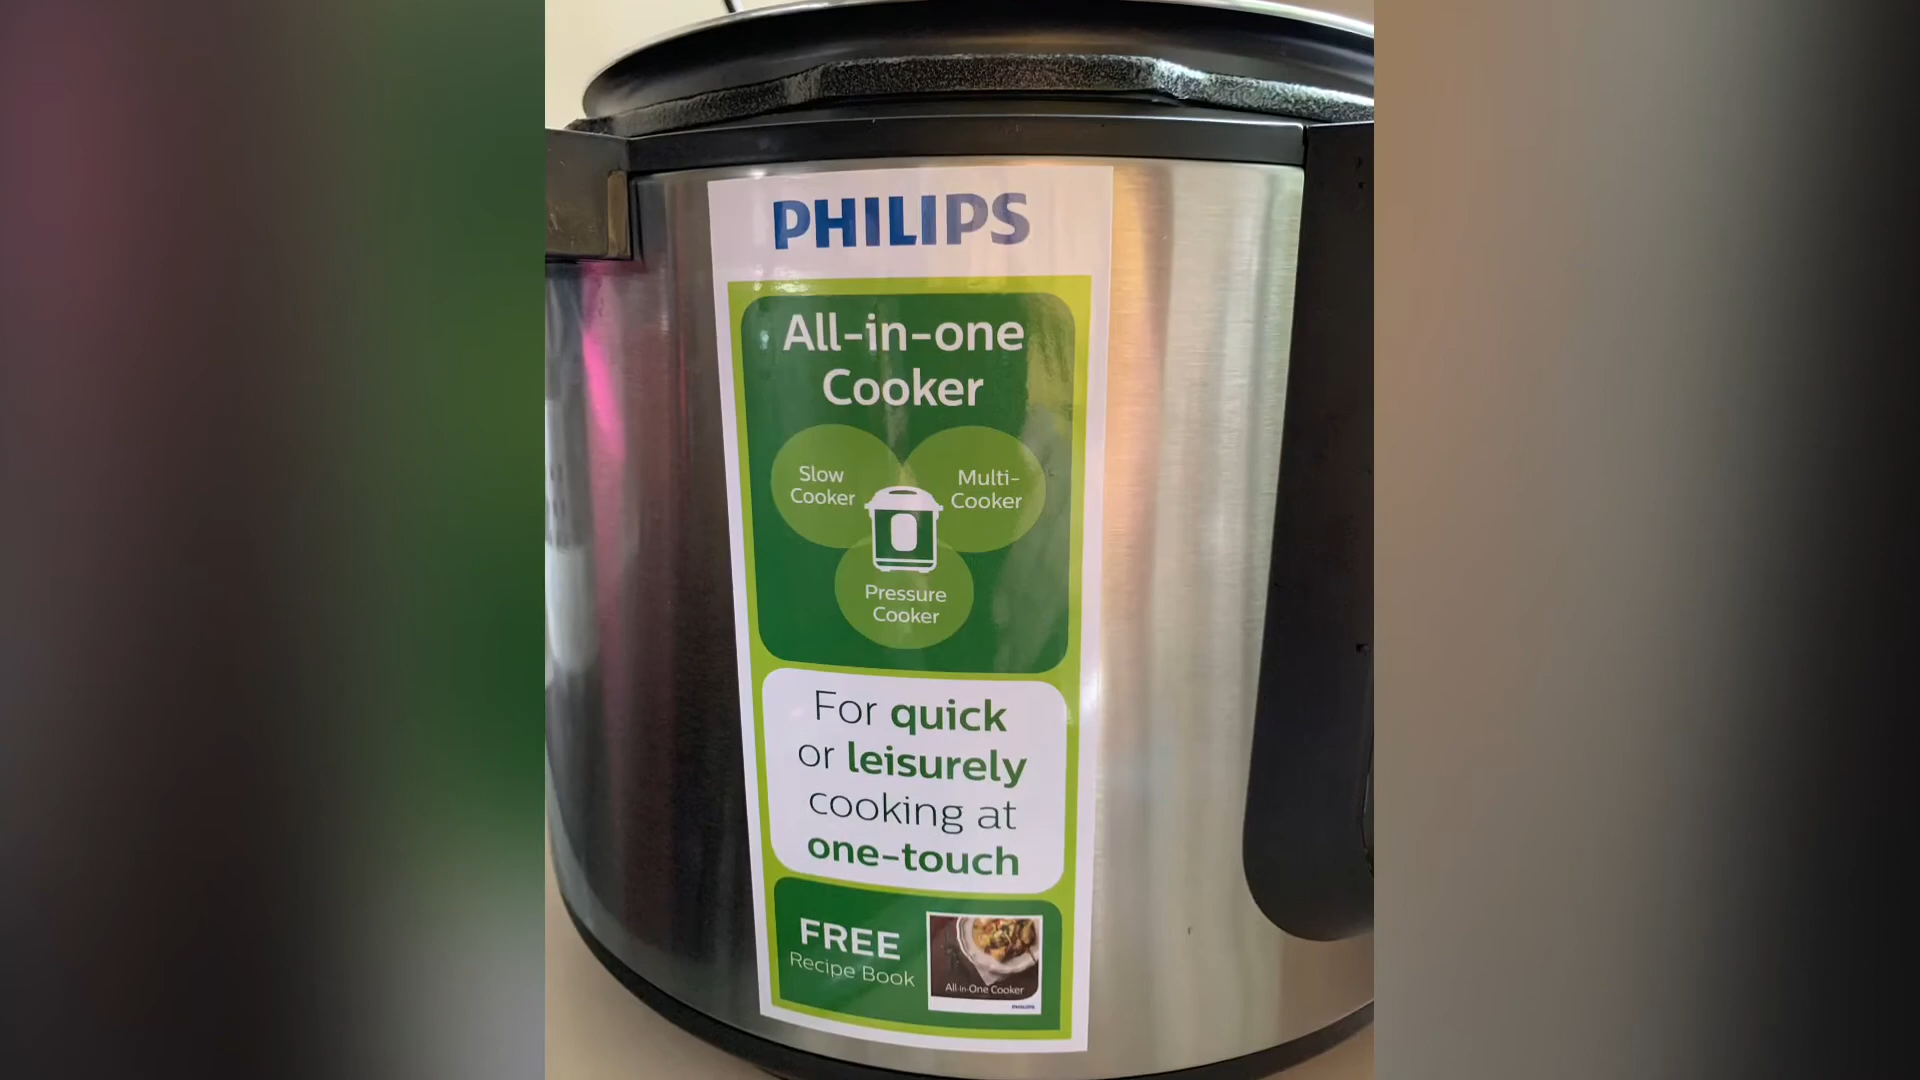 PHILIPS
All-in-one
Cooker
Slow
Cooker
Multi-
Cooker
Pressure
Cooker
For quick
or leisurely
cooking at
one-touch
FREE
Recipe Book
All-in-One Cooker
PHILIPS